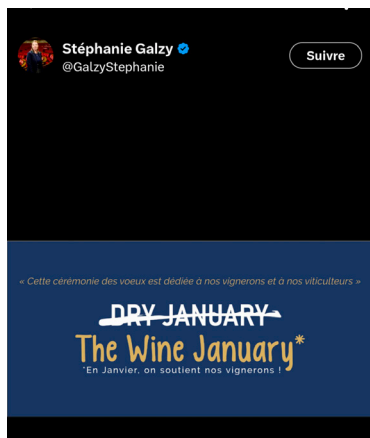 Stéphanie Galzy
@GalzyStephanie
Suivre
« Cette cérémonie des voeux est dédiée à nos vignerons et à nos viticulteurs »
DRY JANUARY
The Wine January*
*En Janvier, on soutient nos vignerons !